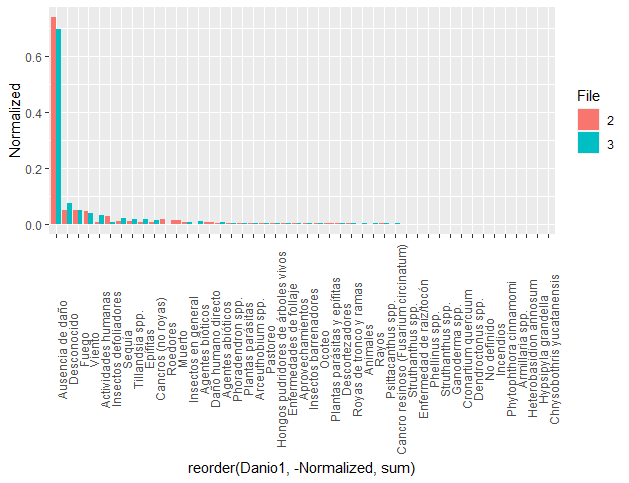 Normalized
0.6
0.4
0.2
0.0
File
2
3
Ausencia de daño
Desconocido
Fuego
Viento
Actividades humanas
Insectos defoliadores
Sequia
Tillandsia spp.
Epífitas
Cancros (no royas)
Roedores
Muerto
Insectos en general
Agentes bióticos
Daño humano directo
Agentes abióticos
Phoradendron spp.
Plantas parásitas
Arceuthobium spp.
Pastoreo
Hongos pudridores de árboles vivos
Enfermedades de follaje
Aprovechamientos
Insectos barrenadores
Ocoteo
Plantas parásitas y epífitas
Descortezadores
Royas de tronco y ramas
Animales
Rayos
Psittacanthus spp.
Cancro resinoso (Fusarium circinatum)
Struthanthus spp.
Enfermedad de raíz/tocón
Phellinus spp.
Struthanthus spp.
Ganoderma spp.
Cronartium quercuum
Dendroctonus spp.
No definido
Incendios
Phytophthora cinnamomi
Armillaria spp.
Heterobasidion annosum
Hypsipyla grandella
Chrysobothris yucatanensis
reorder(Danio1, -Normalized, sum)